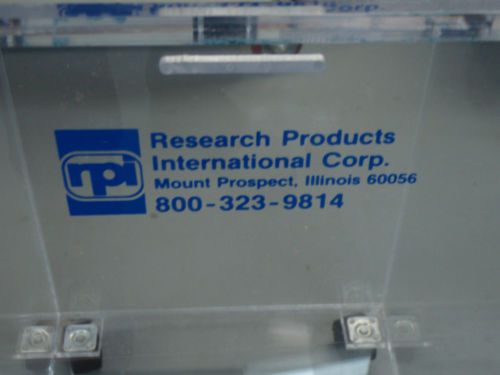 Research Products
International Corp.
rpi
Mount Prospect, Illinois 60056
800-323-9814